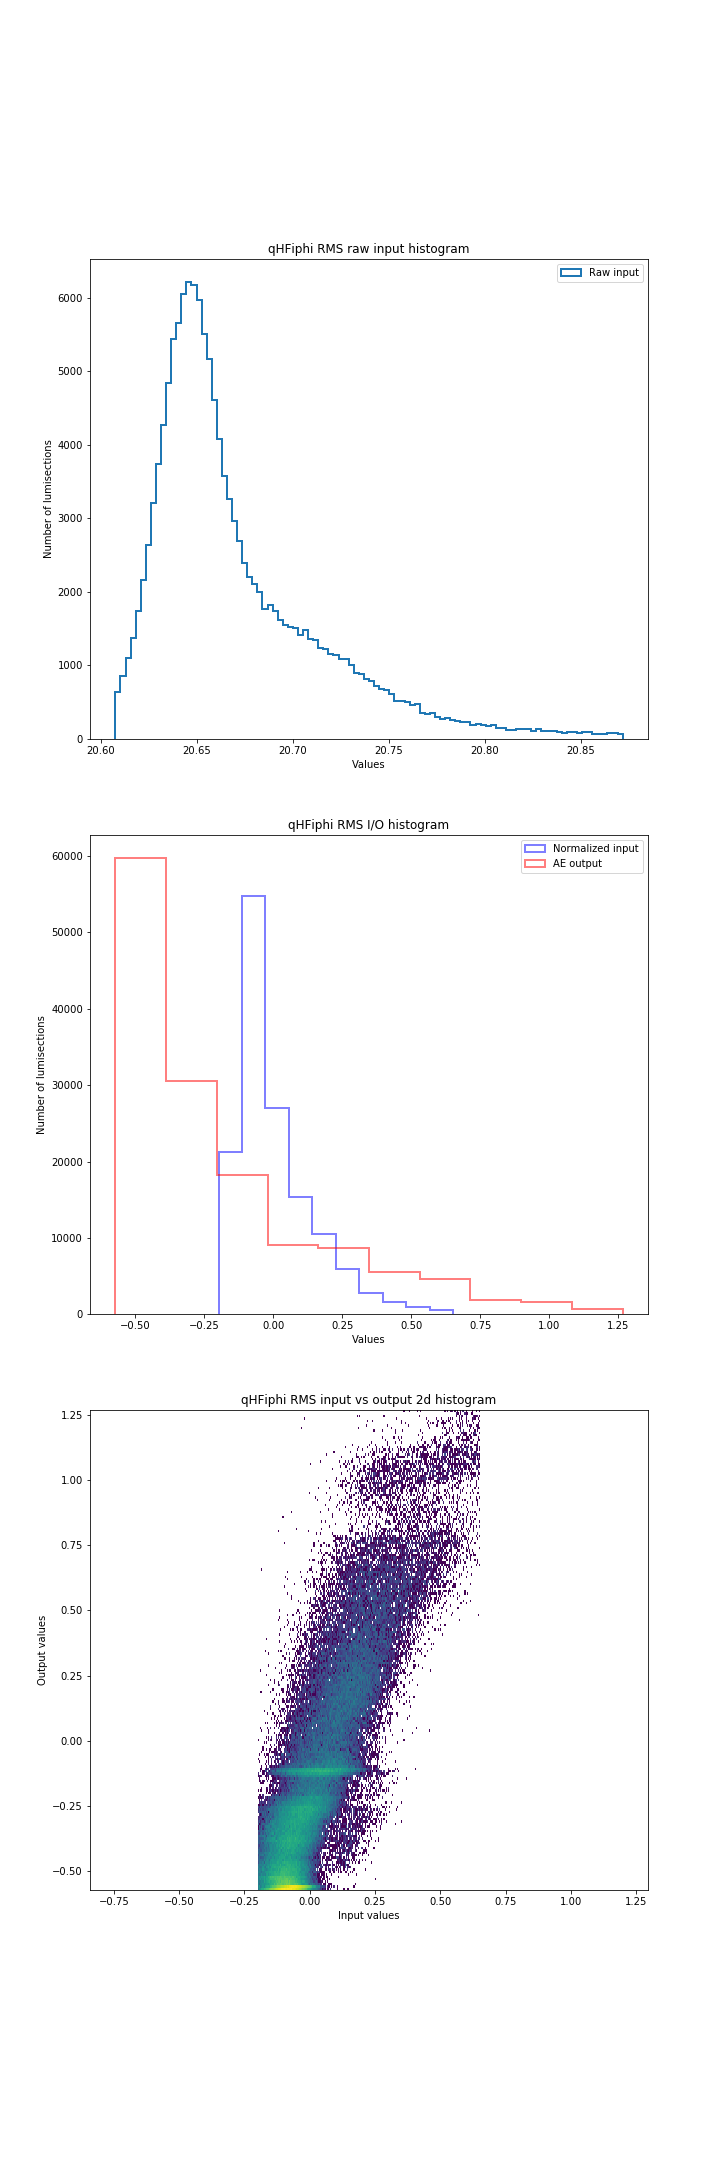 qHFiphi RMS raw input histogram
Raw input
6000
5000
4000
3000
2000
1000
0
Number of lumisections
20.60 20.65 20.70 20.75 20.80 20.85
Values
qHFiphi RMS I/O histogram
Normalized input
AE output
60000
50000
40000
30000
20000
10000
0
Number of lumisections
−0.50 −0.25 0.00 0.25 0.50 0.75 1.00 1.25
Values
qHFiphi RMS input vs output 2d histogram
1.25
1.00
0.75
0.50
0.25
0.00
−0.25
−0.50
Output values
−0.75 −0.50 −0.25 0.00 0.25 0.50 0.75 1.00 1.25
Input values